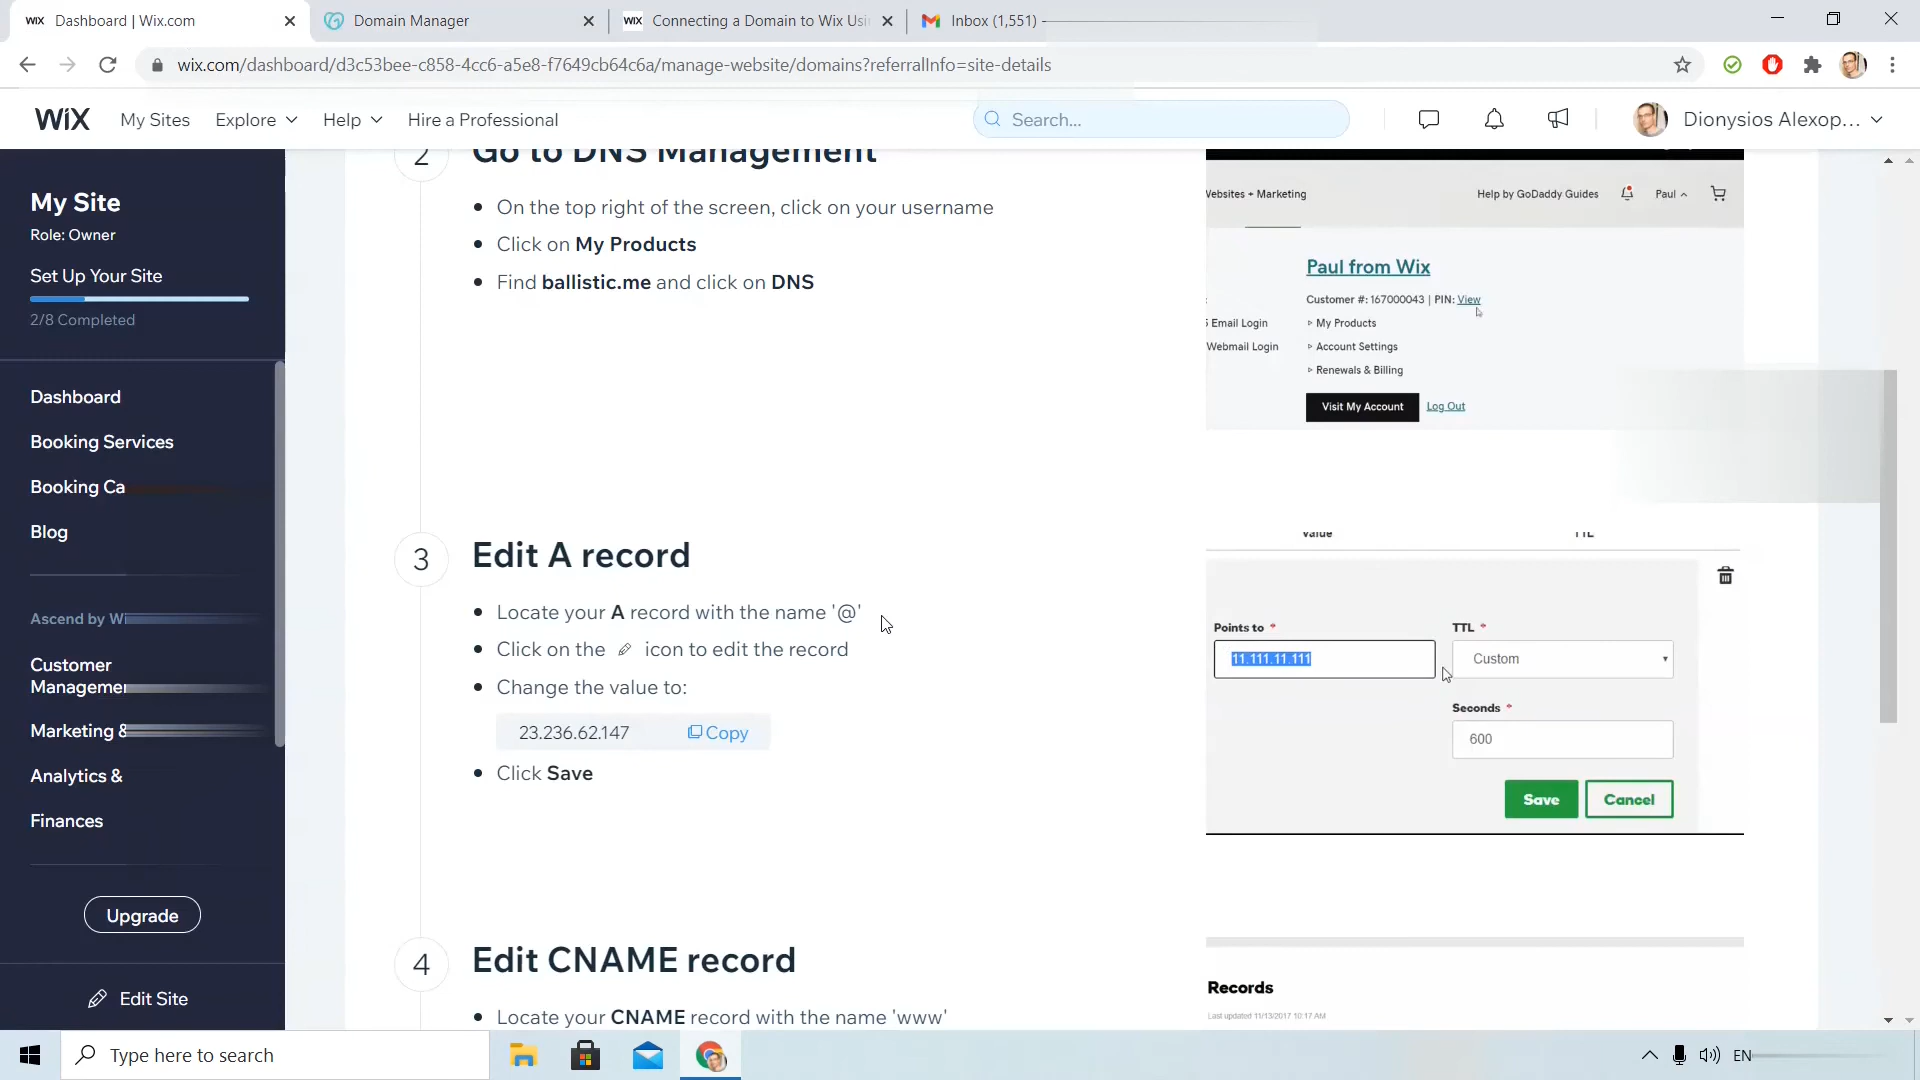 WIX Dashboard | Wix.com
Domain Manager
WIX Connecting a Domain to Wix Usi
Inbox (1,551) -
wix.com/dashboard/d3c53bee-c858-4cc6-a5e8-f7649cb64c6a/manage-website/domains?referralInfo=site-details
WiX My Sites Explore Help Hire a Professional Search... Dionysios Alexop...
My Site
Role: Owner
Set Up Your Site
2/8 Completed
Dashboard
Booking Services
Booking Ca
Blog
Ascend by Wi
Customer
Managemen
Marketing &
Analytics &
Finances
Upgrade
Edit Site
2 Go to DNS Management
• On the top right of the screen, click on your username
• Click on My Products
• Find ballistic.me and click on DNS
Websites + Marketing Help by GoDaddy Guides Paul
Paul from Wix
Customer #: 167000043 | PIN: View
5 Email Login
My Products
Webmail Login
Account Settings
Renewals & Billing
Visit My Account Log Out
3 Edit A record
• Locate your A record with the name '@'
• Click on the icon to edit the record
• Change the value to:
23.236.62.147 Copy
• Click Save
Value TTL
Points to * TTL *
11.111.11.111 Custom
Seconds *
600
Save Cancel
4 Edit CNAME record
• Locate your CNAME record with the name 'www'
Records
Last updated 11/13/2017 10:17 AM
Type here to search
EN